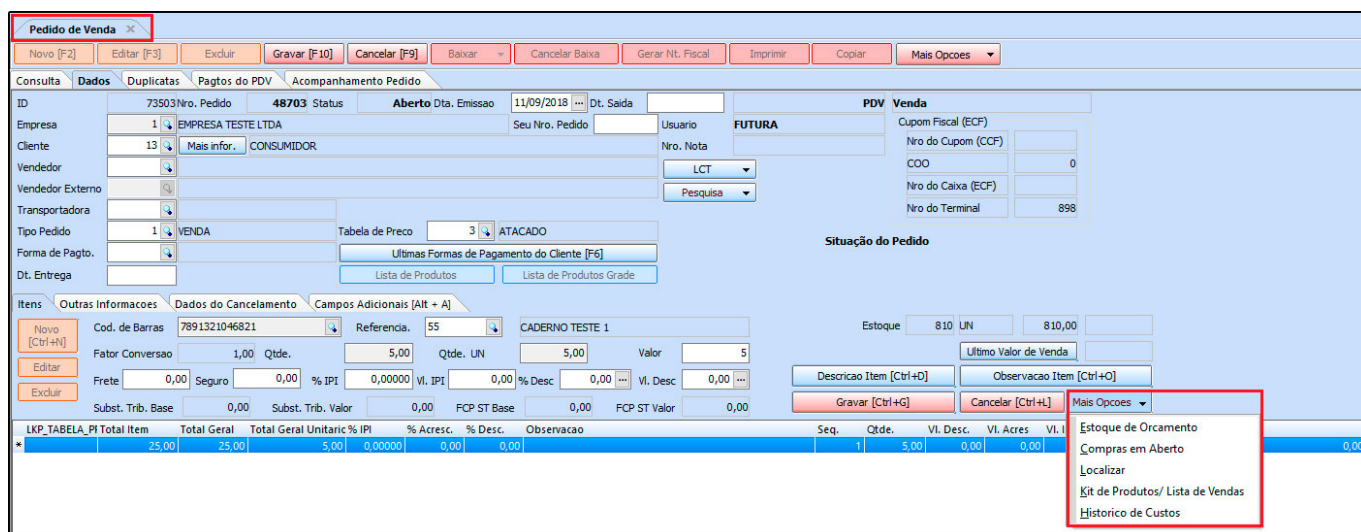 Pedido de Venda ×
Novo [F2] Editar [F3] Excluir Gravar [F10] Cancelar [F9] Baixar Cancelar Baixa Gerar Nt. Fiscal Imprimir Copiar Mais Opcoes
Consulta Dados Duplicatas Pagtos do PDV Acompanhamento Pedido
ID 73503 Nro. Pedido 48703 Status Aberto Dta. Emissao 11/09/2018 ... Dt. Saida PDV Venda
Empresa 1 EMPRESA TESTE LTDA Seu Nro. Pedido Usuario FUTURA Cupom Fiscal (ECF)
Cliente 13 Mais infor. CONSUMIDOR Nro. Nota Nro do Cupom (CCF)
Vendedor LCT COO 0
Vendedor Externo Pesquisa Nro do Caixa (ECF)
Transportadora Nro do Terminal 898
Tipo Pedido 1 VENDA Tabela de Preco 3 ATACADO
Situação do Pedido
Forma de Pagto. Ultimas Formas de Pagamento do Cliente [F6]
Dt. Entrega Lista de Produtos Lista de Produtos Grade
Itens Outras Informacoes Dados do Cancelamento Campos Adicionais [Alt + A]
Novo [Ctrl+N] Cod. de Barras 7891321046821 Referencia. 55 CADERNO TESTE 1 Estoque 810 UN 810,00
Fator Conversao 1,00 Qtde. 5,00 Qtde. UN 5,00 Valor 5 Ultimo Valor de Venda
Editar
Frete 0,00 Seguro 0,00 % IPI 0,00000 Vl. IPI 0,00 % Desc 0,00 ... Vl. Desc 0,00 ... Descricao Item [Ctrl+D] Observacao Item [Ctrl+O]
Excluir
Subst. Trib. Base 0,00 Subst. Trib. Valor 0,00 FCP ST Base 0,00 FCP ST Valor 0,00 Gravar [Ctrl+G] Cancelar [Ctrl+L] Mais Opcoes
LKP_TABELA_PI Total Item Total Geral Total Geral Unitaric % IPI % Acresc. % Desc. Observacao Seq. Qtde. Vl. Desc. Vl. Acres Vl. I
* 25,00 25,00 5,00 0,00000 0,00 0,00 1 5,00 0,00 0,00 0,00
Estoque de Orcamento
Compras em Aberto
Localizar
Kit de Produtos/ Lista de Vendas
Historico de Custos